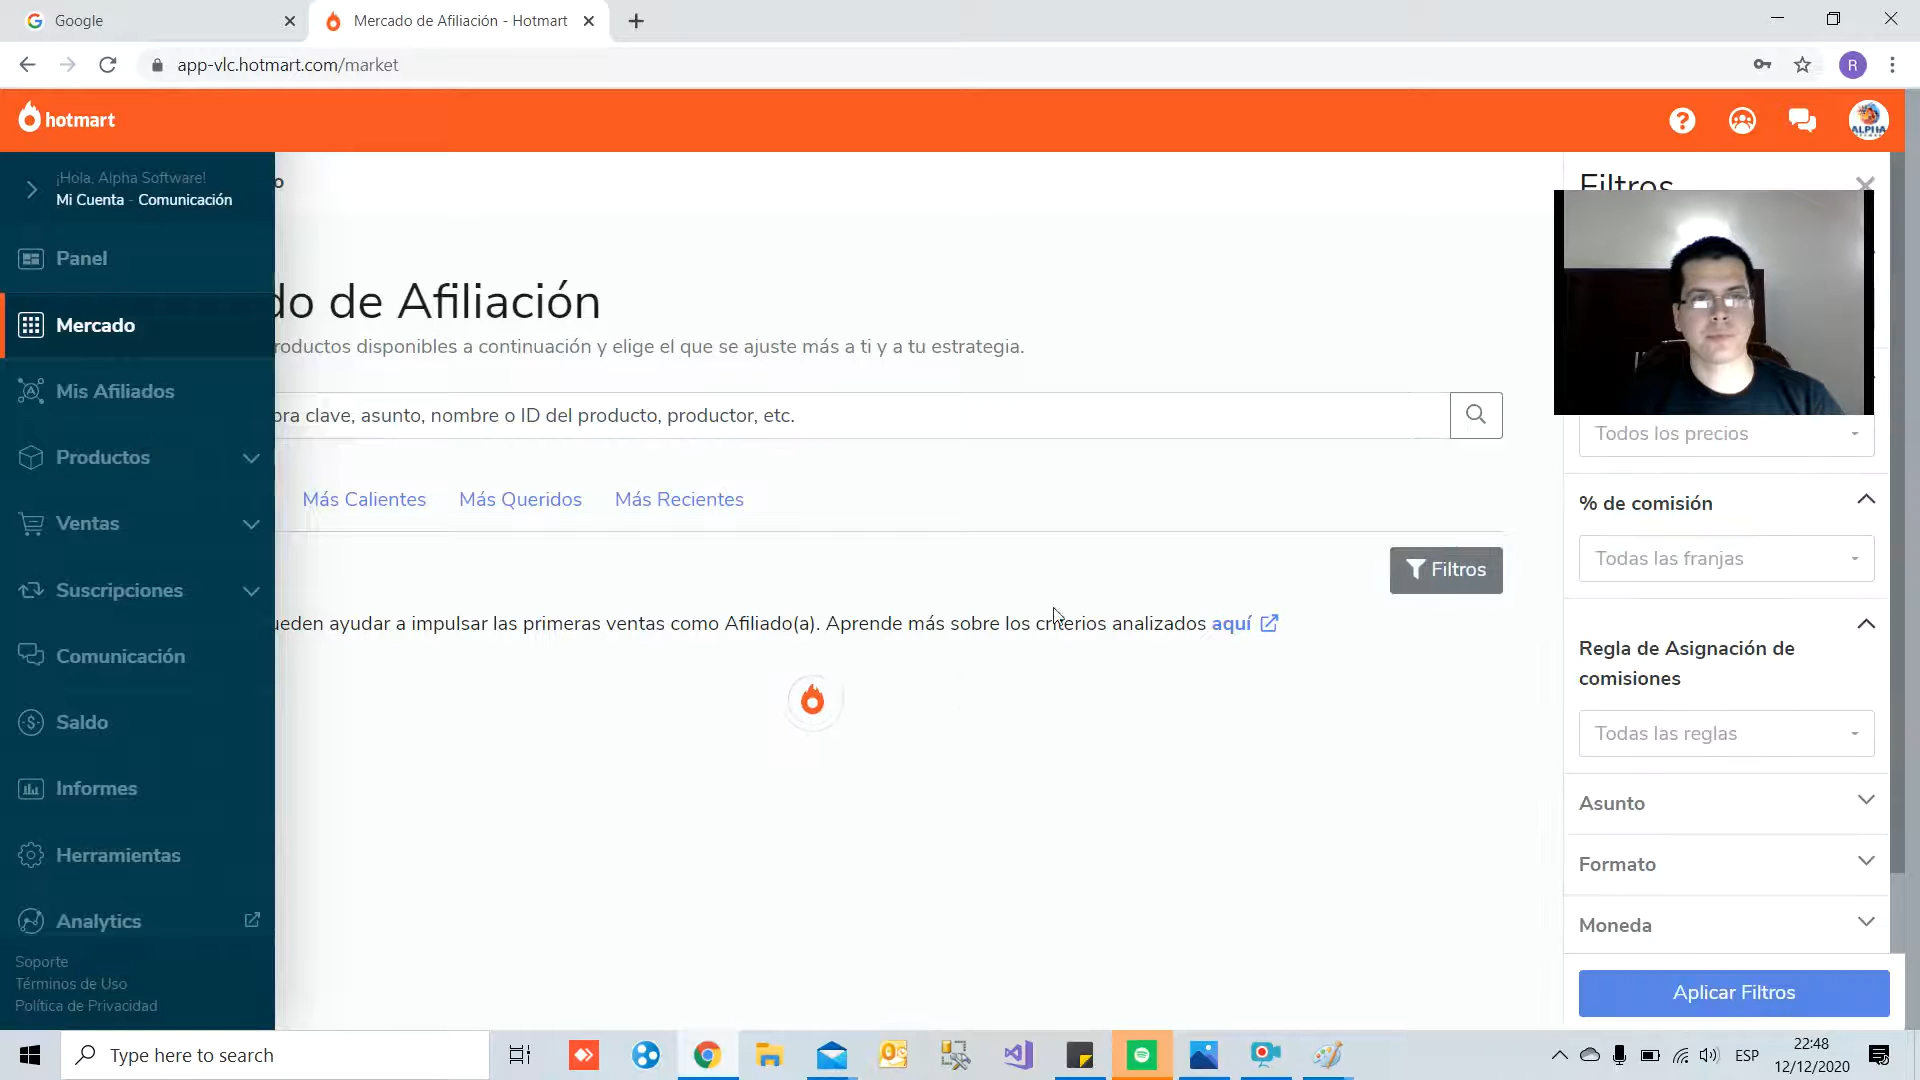 Google
Mercado de Afiliación - Hotmart
app-vlc.hotmart.com/market
R
hotmart
¡Hola, Alpha Software!
Mi Cuenta - Comunicación
Panel
Mercado
Mis Afiliados
Productos
Ventas
Suscripciones
Comunicación
Saldo
Informes
Herramientas
Analytics
Soporte
Términos de Uso
Política de Privacidad
o
do de Afiliación
roductos disponibles a continuación y elige el que se ajuste más a ti y a tu estrategia.
bra clave, asunto, nombre o ID del producto, productor, etc.
Más Calientes Más Queridos Más Recientes
Filtros
ueden ayudar a impulsar las primeras ventas como Afiliado(a). Aprende más sobre los criterios analizados aquí
ALPHA
Filtros
Todos los precios
% de comisión
Todas las franjas
Regla de Asignación de
comisiones
Todas las reglas
Asunto
Formato
Moneda
Aplicar Filtros
Type here to search
ESP
22:48
12/12/2020